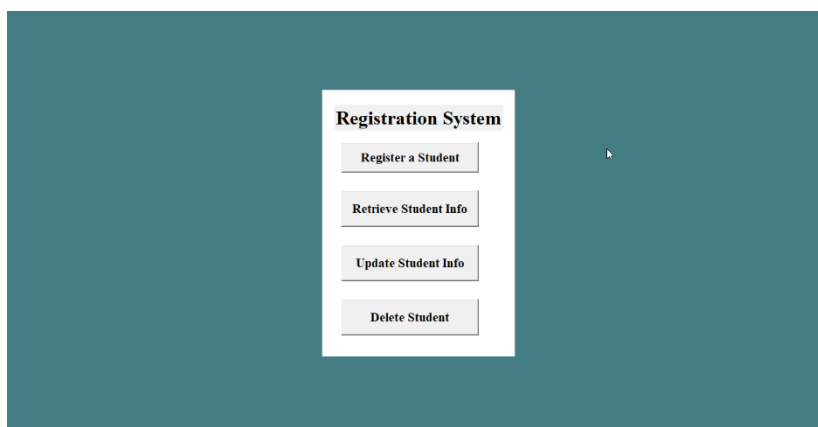 Registration System
Register a Student
Retrieve Student Info
Update Student Info
Delete Student